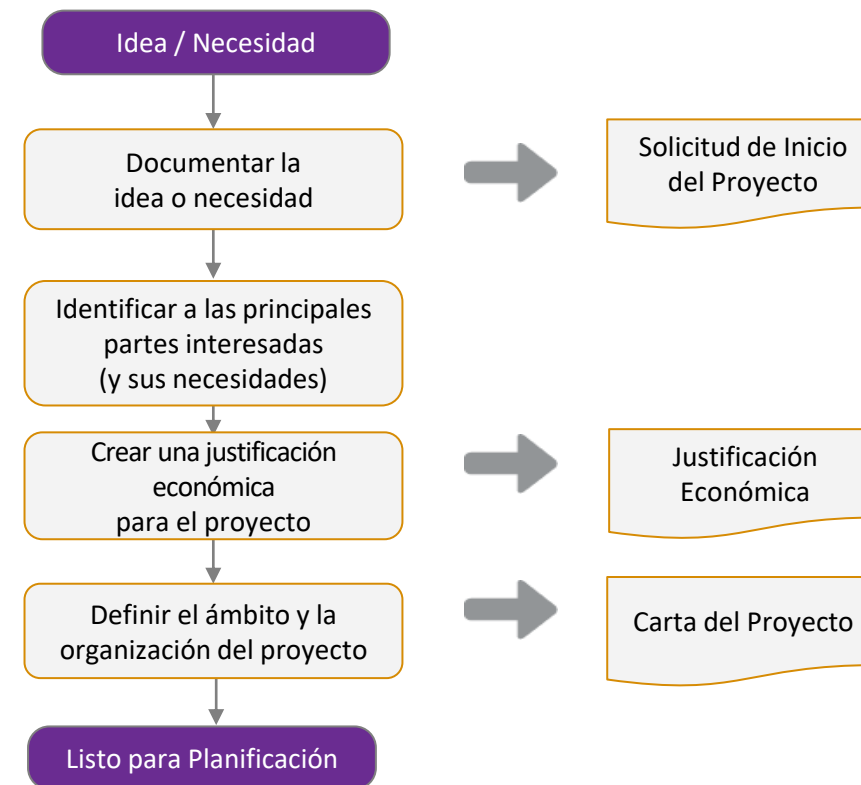 Idea / Necesidad
Documentar la
idea o necesidad
Solicitud de Inicio
del Proyecto
Identificar a las principales
partes interesadas
(y sus necesidades)
Crear una justificación
económica
para el proyecto
Justificación
Económica
Definir el ámbito y la
organización del proyecto
Carta del Proyecto
Listo para Planificación